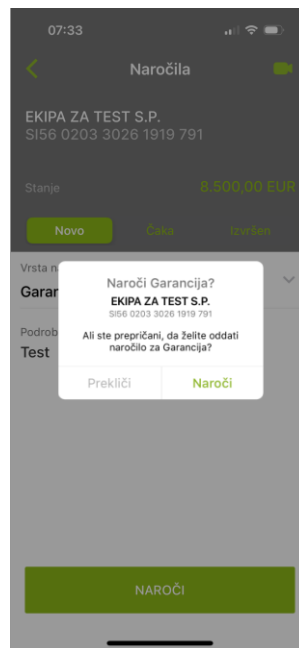 07:33
Naročila
EKIPA ZA TEST S.P.
SI56 0203 3026 1919 791
Stanje
8.500,00 EUR
Novo
Čaka
Izvršen
Vrsta n
Garan
Naroči Garancija?
EKIPA ZA TEST S.P.
SI56 0203 3026 1919 791
Ali ste prepričani, da želite oddati
naročilo za Garancija?
Prekliči
Naroči
Podrob
Test
NAROČI